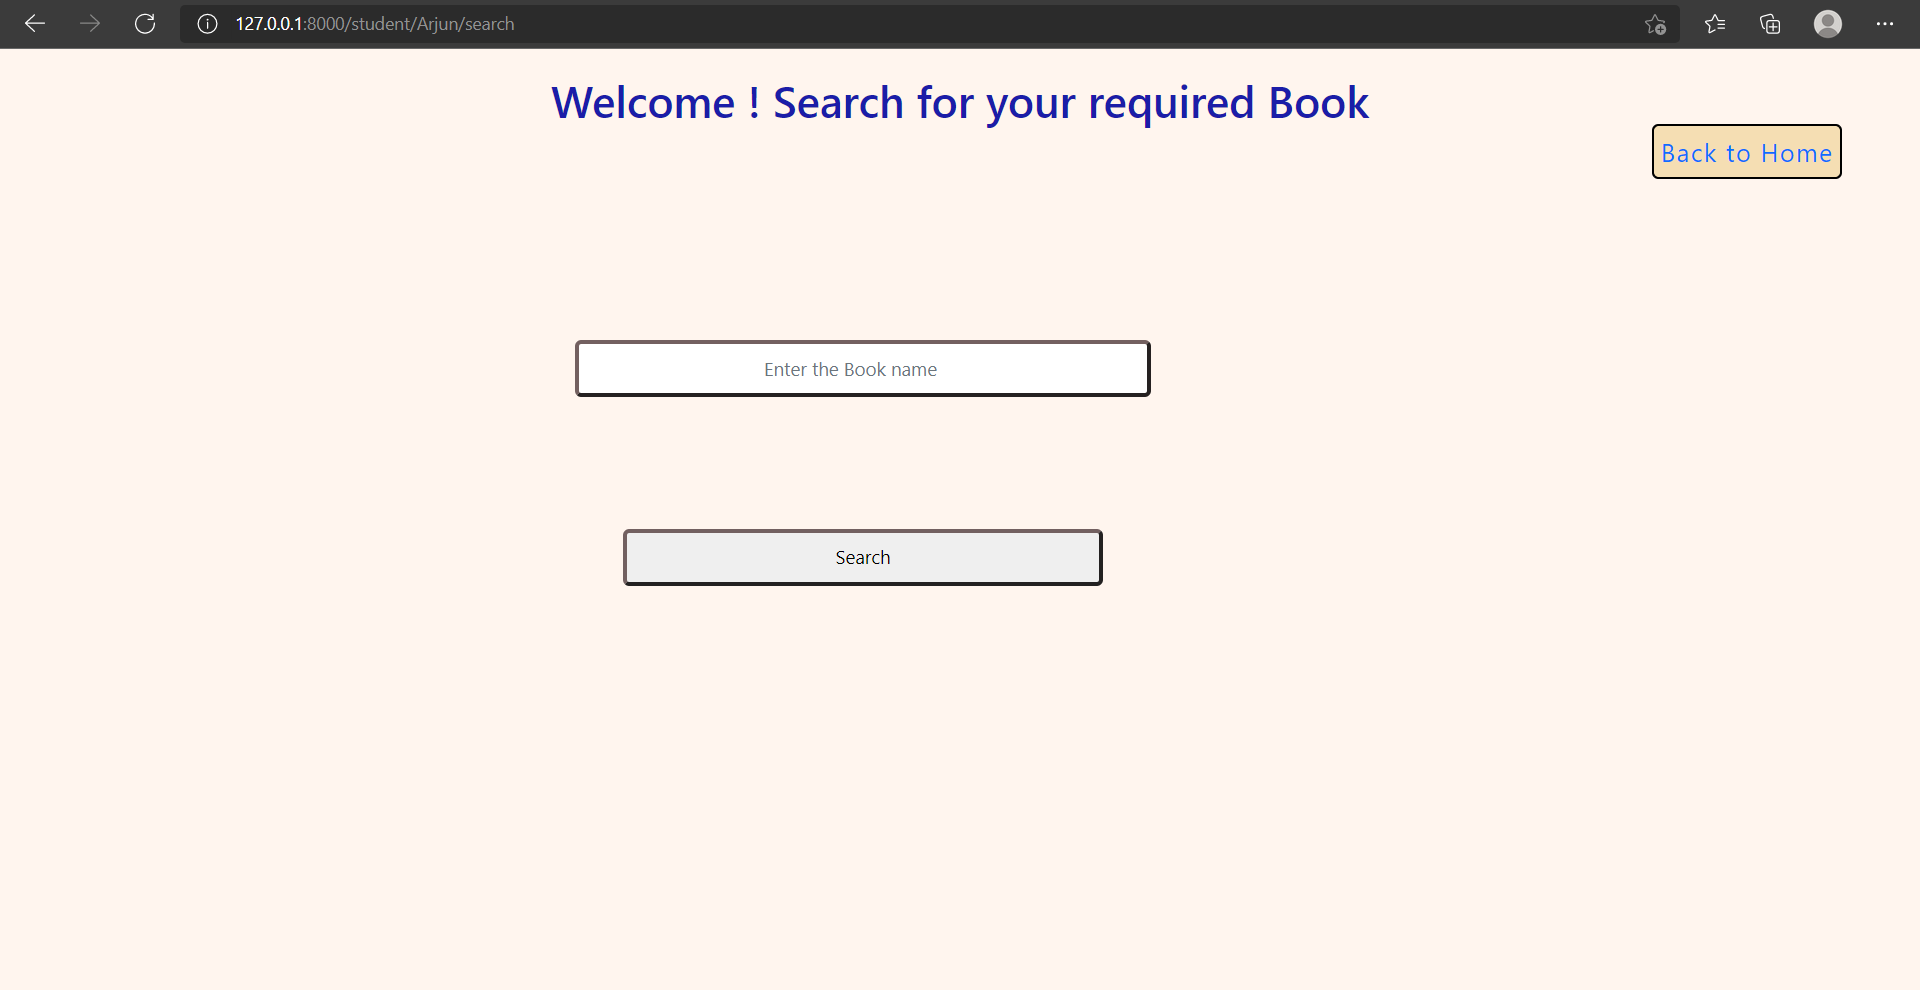 127.0.0.1:8000/student/Arjun/search
Welcome ! Search for your required Book
Back to Home
Enter the Book name
Search